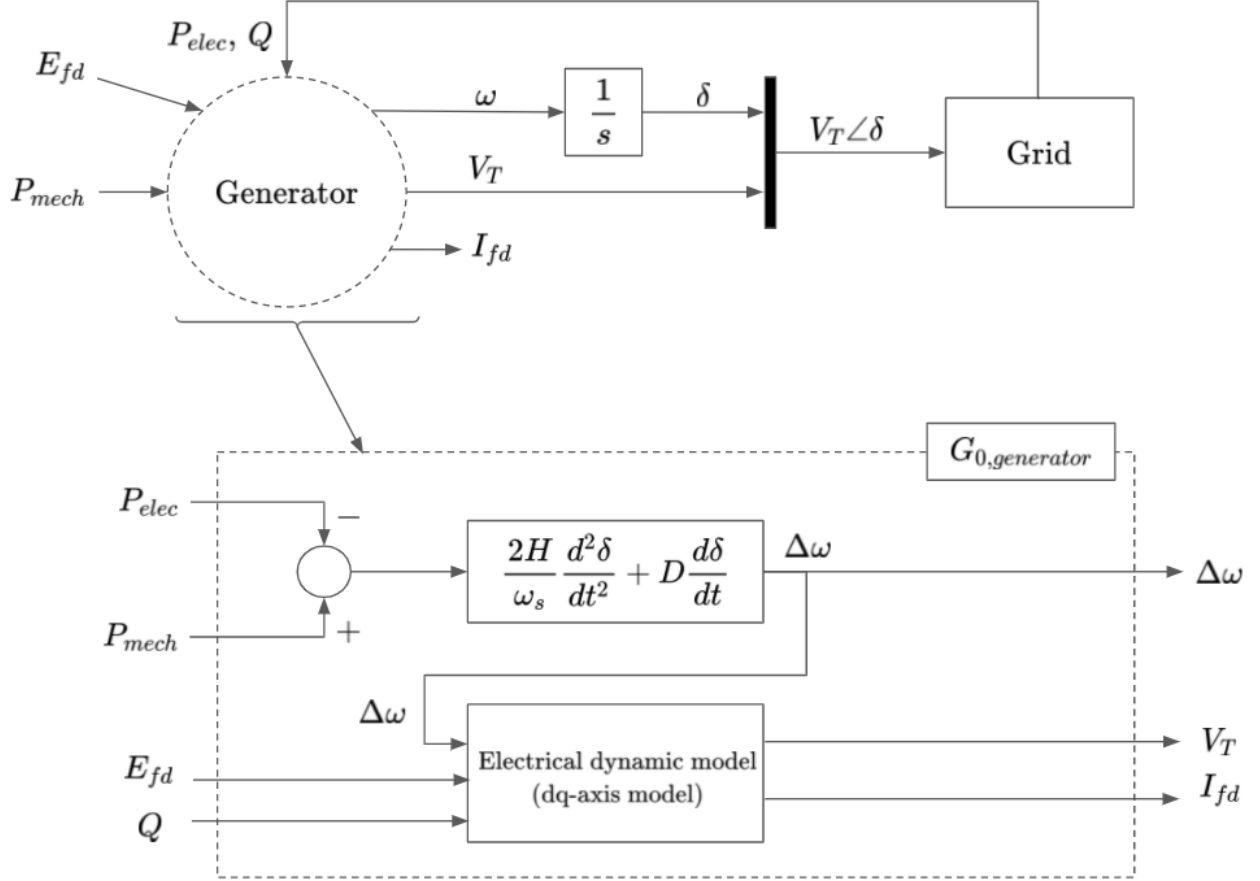 P_elec, Q
E_fd
ω
1/s
δ
V_T∠δ
Grid
P_mech
Generator
V_T
I_fd
G_0,generator
P_elec
−
2H/ω_s d²δ/dt² + D dδ/dt
Δω
Δω
P_mech
+
Δω
Electrical dynamic model
(dq-axis model)
V_T
E_fd
I_fd
Q